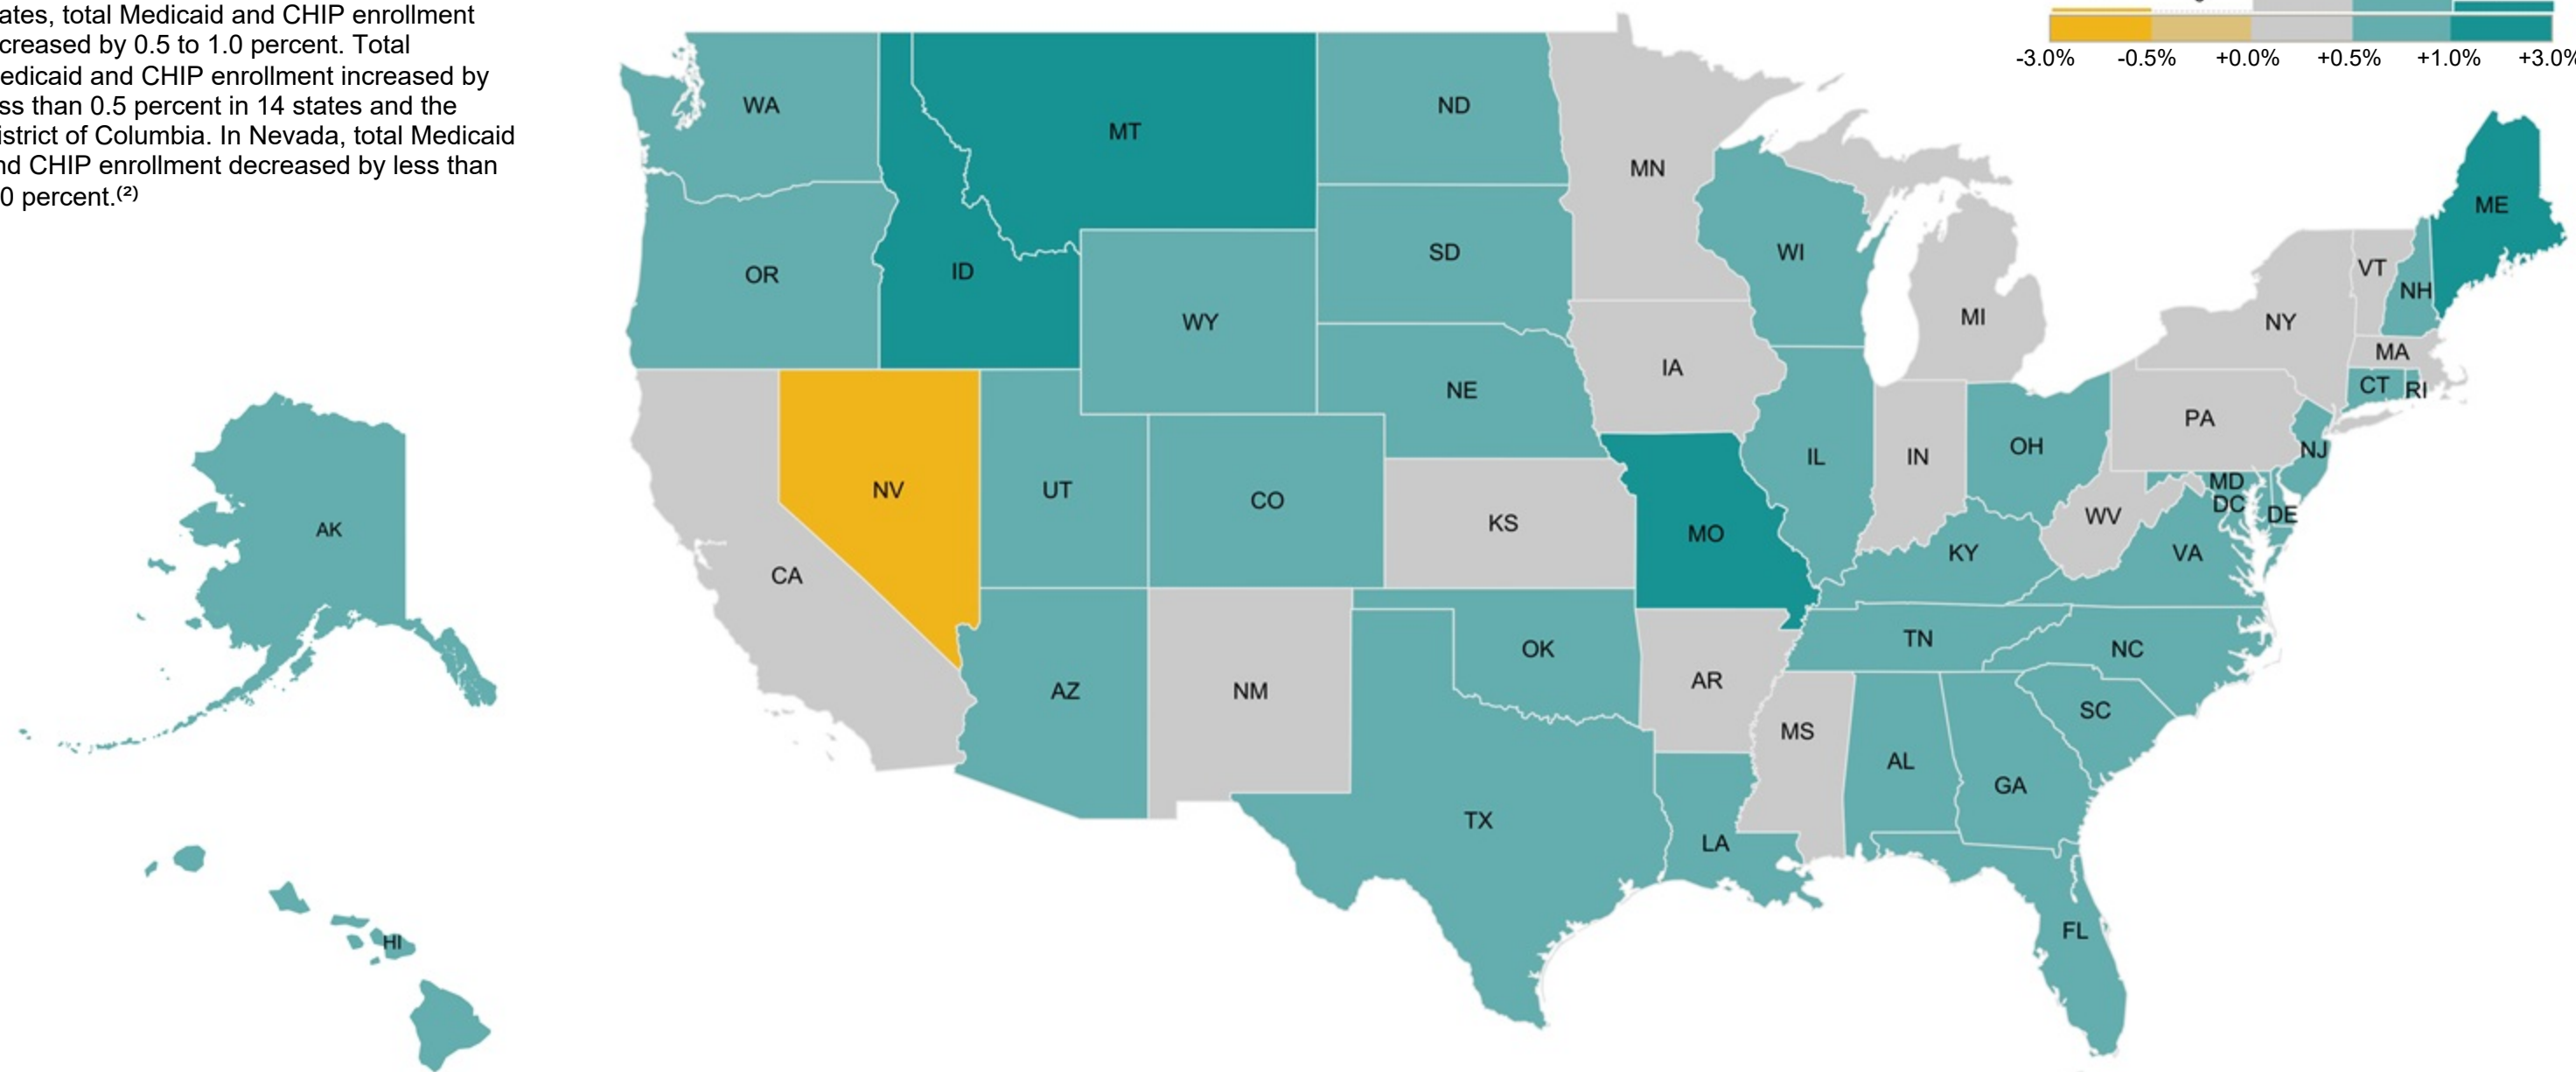 ates, total Medicaid and CHIP enrollment
creased by 0.5 to 1.0 percent. Total
edicaid and CHIP enrollment increased by
ss than 0.5 percent in 14 states and the
istrict of Columbia. In Nevada, total Medicaid
nd CHIP enrollment decreased by less than
0 percent.⁽²⁾
-3.0% -0.5% +0.0% +0.5% +1.0% +3.0%
WA
MT
ND
MN
ME
OR
ID
SD
WI
VT
NH
WY
MI
NY
MA
IA
NE
CT
RI
PA
NV
UT
CO
IL
IN
OH
NJ
MD
DC
DE
AK
KS
MO
WV
KY
VA
CA
OK
TN
NC
AZ
NM
AR
SC
MS
AL
GA
TX
LA
FL
HI